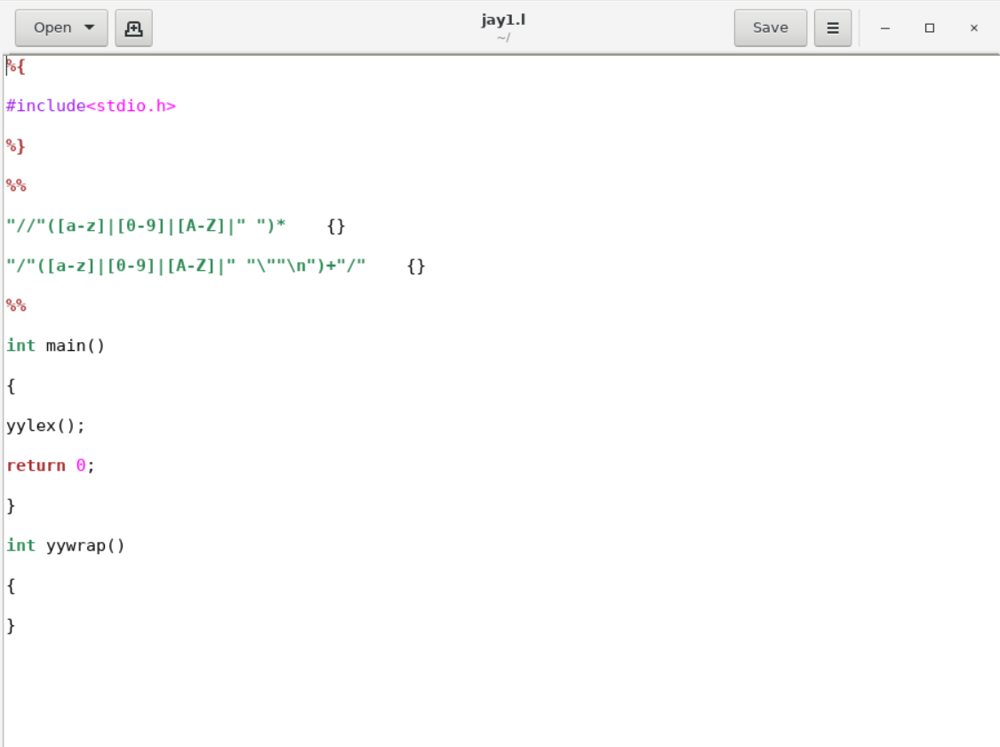 Open
jay1.l
~/
Save
%{
#include<stdio.h>
%}
%%
"//"([a-z]|[0-9]|[A-Z]|" ")*    {}
"/"([a-z]|[0-9]|[A-Z]|" "\""\n")+"/"    {}
%%
int main()
{
yylex();
return 0;
}
int yywrap()
{
}